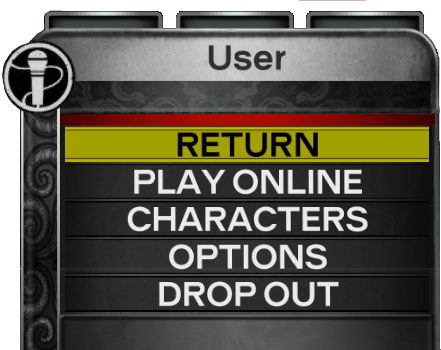 User
RETURN
PLAY ONLINE
CHARACTERS
OPTIONS
DROP OUT